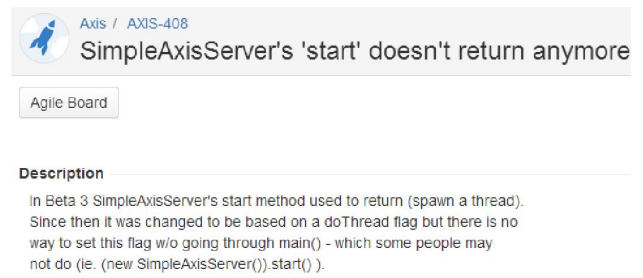 Axis / AXIS-408
SimpleAxisServer's 'start' doesn't return anymore
Agile Board
Description
In Beta 3 SimpleAxisServer's start method used to return (spawn a thread).
Since then it was changed to be based on a doThread flag but there is no
way to set this flag w/o going through main() - which some people may
not do (ie. (new SimpleAxisServer()).start() ).